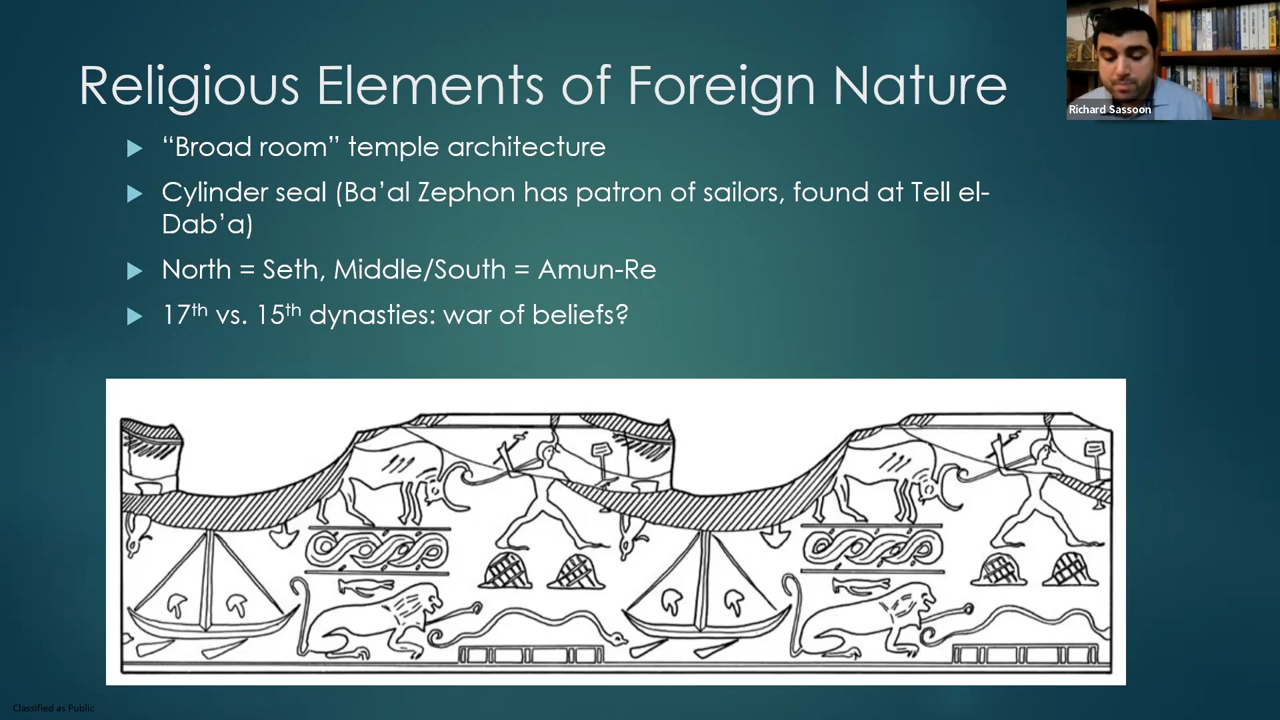 Religious Elements of Foreign Nature
Richard Sassoon
“Broad room” temple architecture
Cylinder seal (Ba’al Zephon has patron of sailors, found at Tell el-
Dab’a)
North = Seth, Middle/South = Amun-Re
17th vs. 15th dynasties: war of beliefs?
Classified as Public